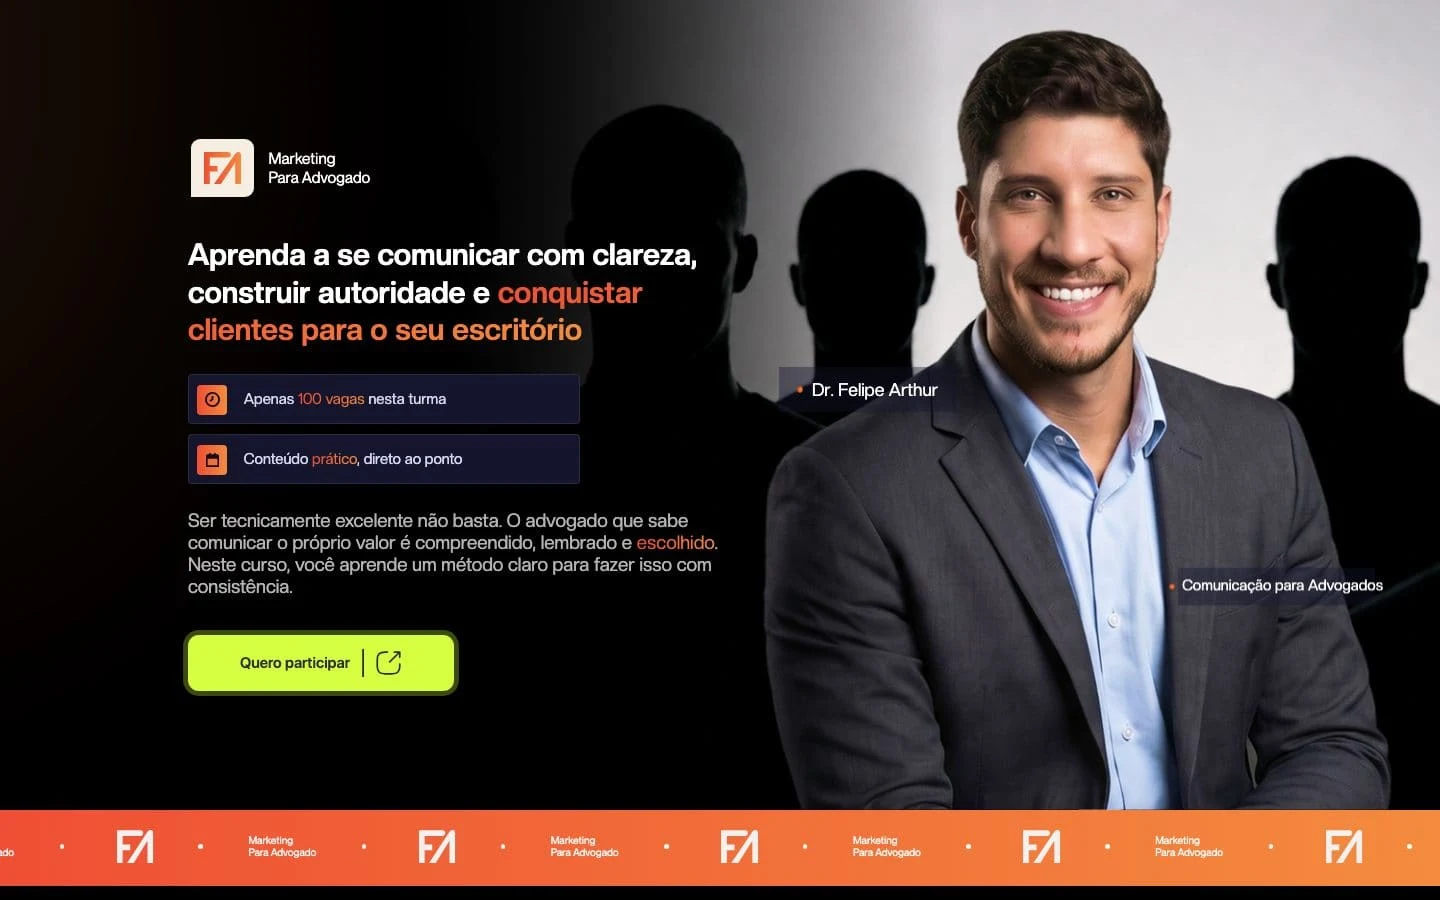 FA
Marketing
Para Advogado
Aprenda a se comunicar com clareza,
construir autoridade e conquistar
clientes para o seu escritório
Apenas 100 vagas nesta turma
Conteúdo prático, direto ao ponto
Ser tecnicamente excelente não basta. O advogado que sabe
comunicar o próprio valor é compreendido, lembrado e escolhido.
Neste curso, você aprende um método claro para fazer isso com
consistência.
Quero participar
Dr. Felipe Arthur
Comunicação para Advogados
ado
FA
Marketing
Para Advogado
FA
Marketing
Para Advogado
FA
Marketing
Para Advogado
FA
Marketing
Para Advogado
FA